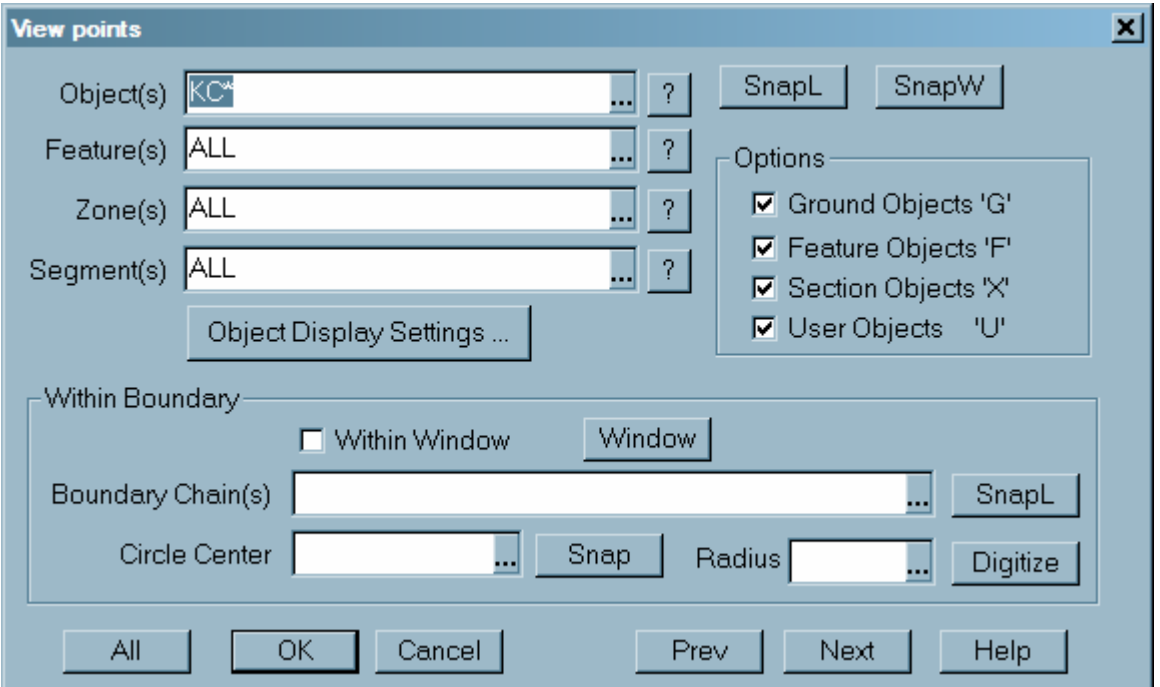 View points
Object(s) KC* ... ? SnapL SnapW
Feature(s) ALL ... ? Options
Zone(s) ALL ... ? Ground Objects 'G'
Feature Objects 'F'
Segment(s) ALL ... ? Section Objects 'X'
Object Display Settings ... User Objects 'U'
Within Boundary
Within Window Window
Boundary Chain(s) ... SnapL
Circle Center ... Snap Radius ... Digitize
All OK Cancel Prev Next Help